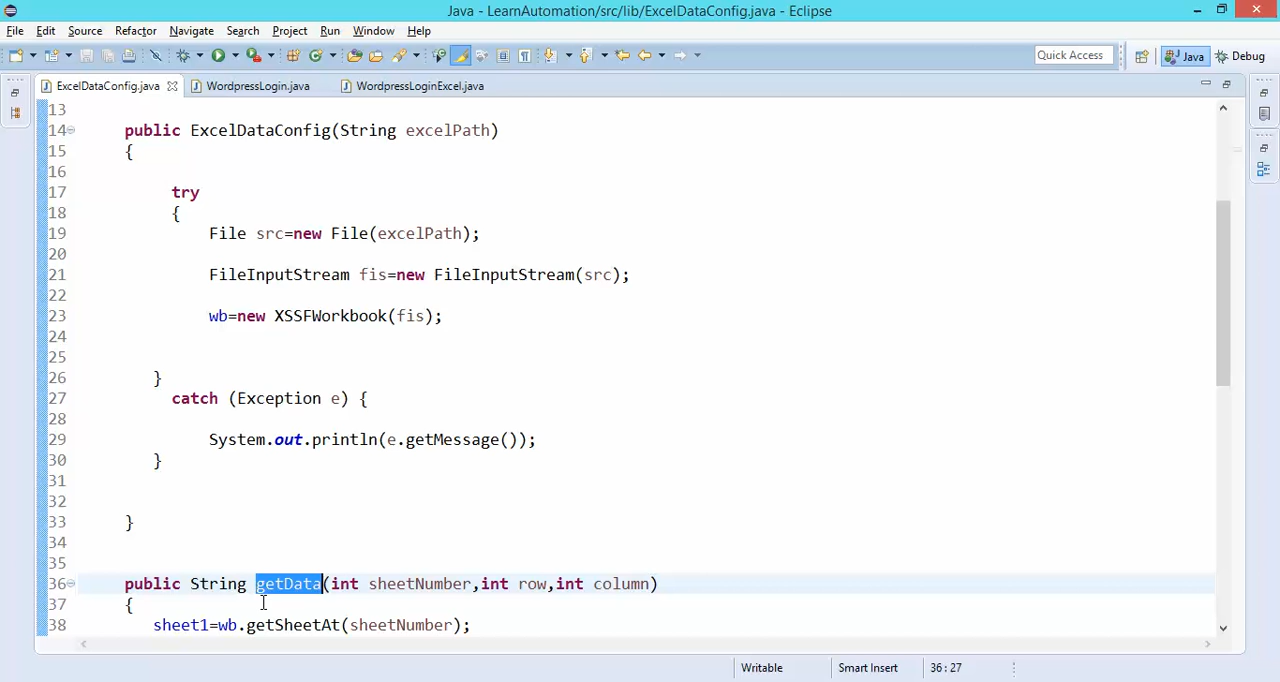 Java - LearnAutomation/src/lib/ExcelDataConfig.java - Eclipse
File Edit Source Refactor Navigate Search Project Run Window Help
Quick Access Java Debug
ExcelDataConfig.java WordpressLogin.java WordpressLoginExcel.java
13
14 public ExcelDataConfig(String excelPath)
15 {
16
17 try
18 {
19 File src=new File(excelPath);
20
21 FileInputStream fis=new FileInputStream(src);
22
23 wb=new XSSFWorkbook(fis);
24
25
26 }
27 catch (Exception e) {
28
29 System.out.println(e.getMessage());
30 }
31
32
33 }
34
35
36 public String getData(int sheetNumber,int row,int column)
37 {
38 sheet1=wb.getSheetAt(sheetNumber);
Writable Smart Insert 36:27